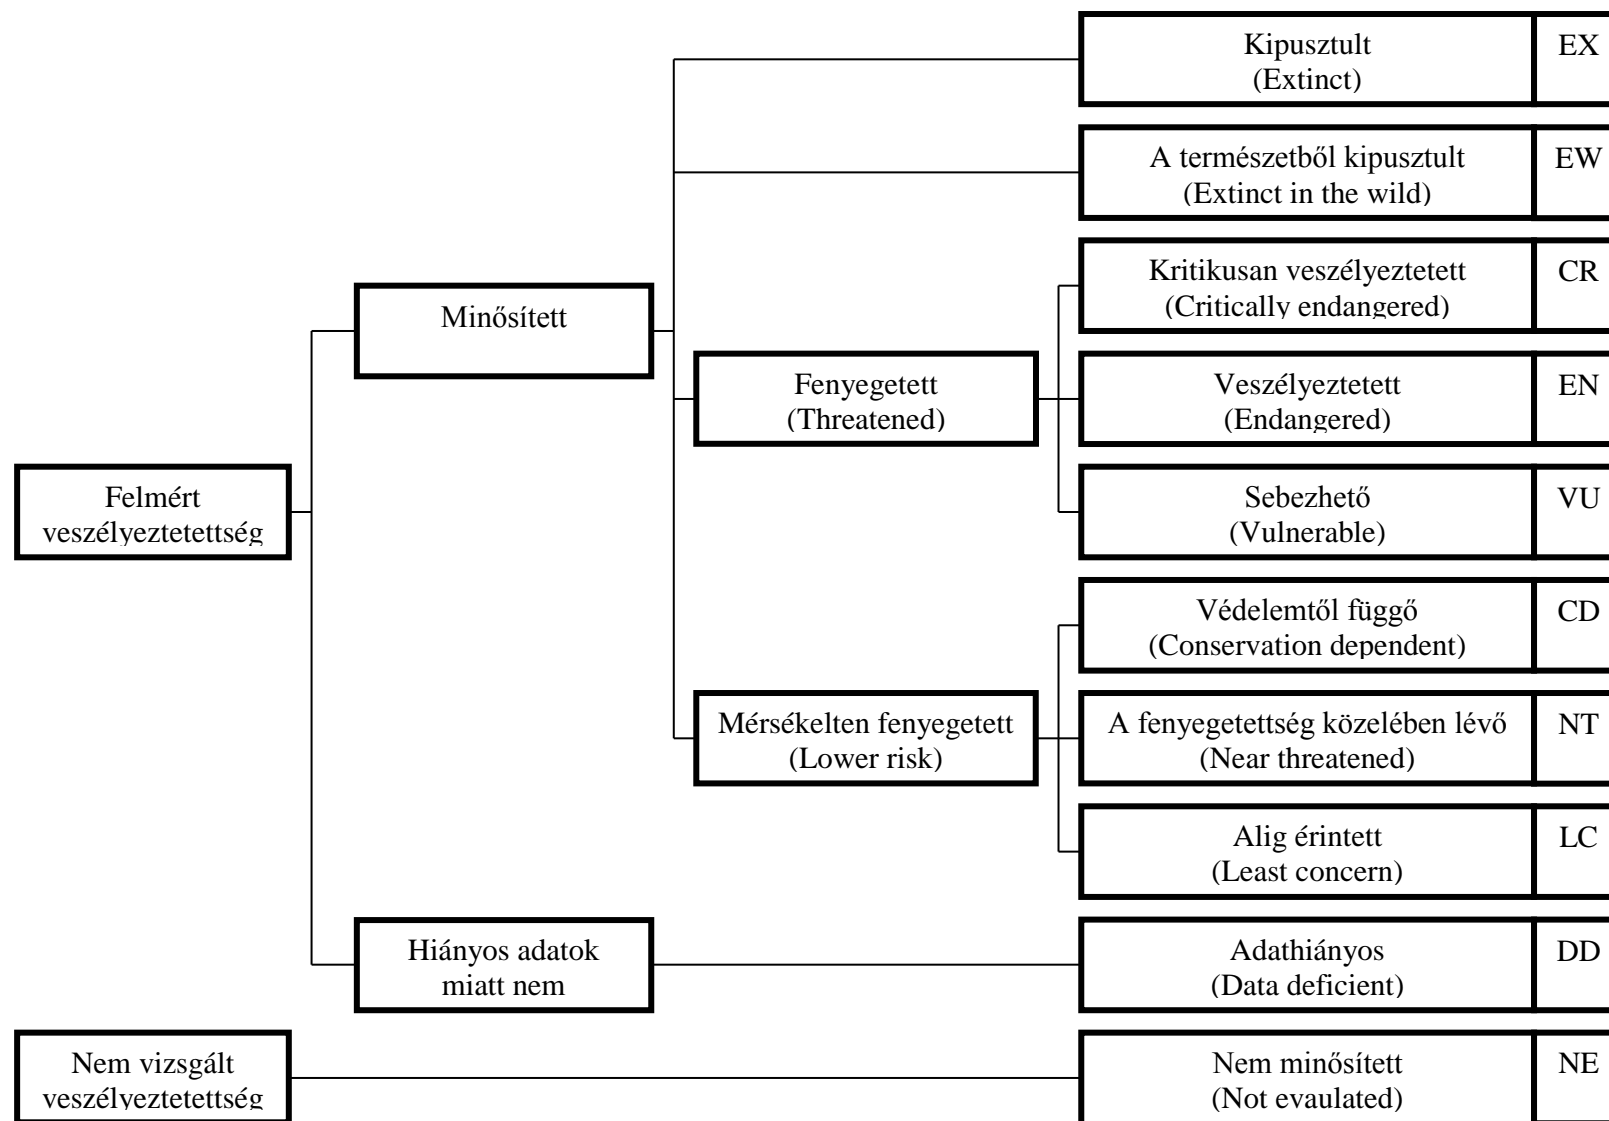 Kipusztult
(Extinct)
EX
A természetből kipusztult
(Extinct in the wild)
EW
Kritikusan veszélyeztetett
(Critically endangered)
CR
Minősített
Fenyegetett
(Threatened)
Veszélyeztetett
(Endangered)
EN
Felmért
veszélyeztetettség
Sebezhető
(Vulnerable)
VU
Védelemtől függő
(Conservation dependent)
CD
Mérsékelten fenyegetett
(Lower risk)
A fenyegetettség közelében lévő
(Near threatened)
NT
Alig érintett
(Least concern)
LC
Hiányos adatok
miatt nem
Adathiányos
(Data deficient)
DD
Nem vizsgált
veszélyeztetettség
Nem minősített
(Not evaulated)
NE